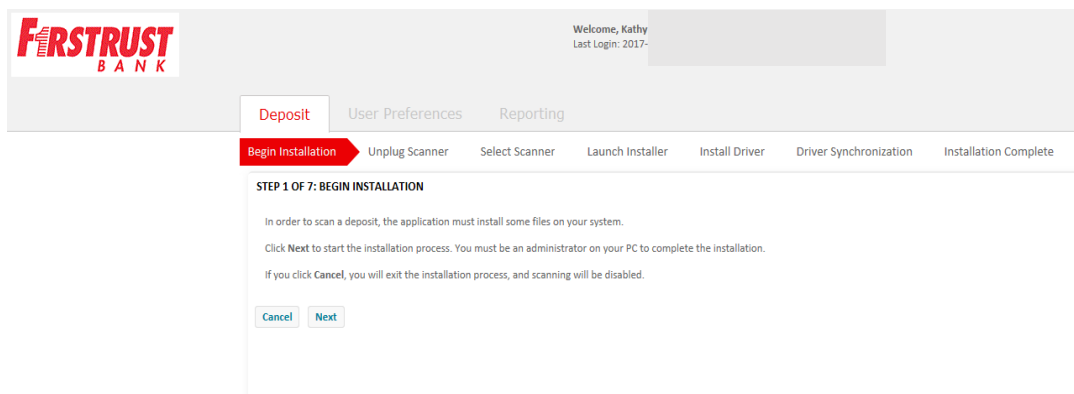 F1RSTRUST
BANK
Welcome, Kathy
Last Login: 2017-
Deposit User Preferences Reporting
Begin Installation Unplug Scanner Select Scanner Launch Installer Install Driver Driver Synchronization Installation Complete
STEP 1 OF 7: BEGIN INSTALLATION
In order to scan a deposit, the application must install some files on your system.
Click Next to start the installation process. You must be an administrator on your PC to complete the installation.
If you click Cancel, you will exit the installation process, and scanning will be disabled.
Cancel Next